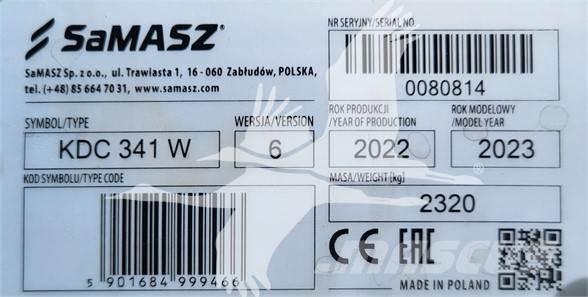 SaMASZ®
SaMASZ Sp. z o.o., ul. Trawiasta 1, 16 - 060 Zabłudów, POLSKA,
tel. (+48) 85 664 70 31, www.samasz.com
NR SERYJNY/SERIAL NO.
0080814
SYMBOL/TYPE
KDC 341 W
WERSJA/VERSION
6
ROK PRODUKCJI
/YEAR OF PRODUCTION
2022
ROK MODELOWY
/MODEL YEAR
2023
KOD SYMBOLU/TYPE CODE
5 901684 999466
MASA/WEIGHT [kg]
2320
CE EAC
MADE IN POLAND